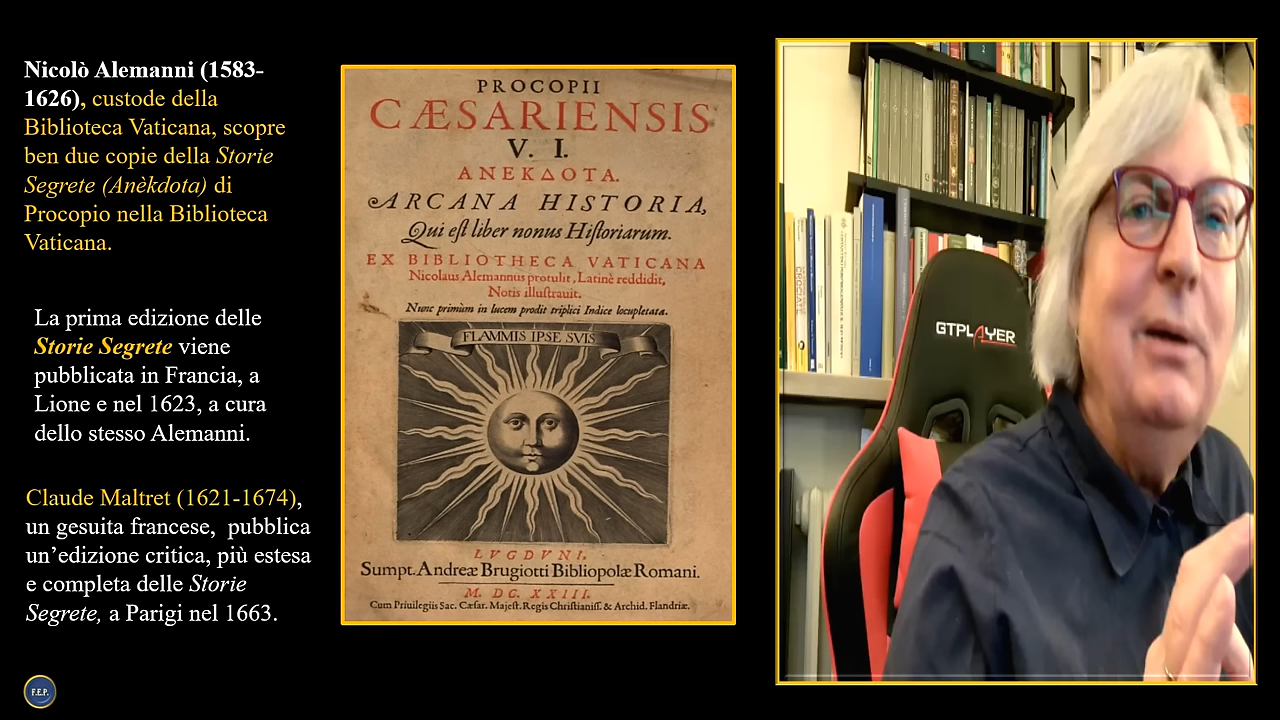 Nicolò Alemanni (1583-
1626), custode della
Biblioteca Vaticana, scopre
ben due copie della Storie
Segrete (Anèkdota) di
Procopio nella Biblioteca
Vaticana.
La prima edizione delle
Storie Segrete viene
pubblicata in Francia, a
Lione e nel 1623, a cura
dello stesso Alemanni.
Claude Maltret (1621-1674),
un gesuita francese, pubblica
un’edizione critica, più estesa
e completa delle Storie
Segrete, a Parigi nel 1663.
F.E.P.
PROCOPII
CÆSARIENSIS
V. I.
ΑΝΕΚΔΟΤΑ.
ARCANA HISTORIA,
Qui eſt liber nonus Hiſtoriarum.
EX BIBLIOTHECA VATICANA
Nicolaus Alemannus protulit, Latinè reddidit,
Notis illuſtrauit.
Nunc primùm in lucem prodit triplici Indice locupletata.
FLAMMIS IPSE SVIS
LVGDVNI,
Sumpt. Andreæ Brugiotti Bibliopolæ Romani.
M. DC. XXIII.
Cum Priuilegiis Sac. Cæſar. Majeſt. Regis Chriſtianiſſ. & Archid. Flandriæ.
GTPLAYER
CROCIATE